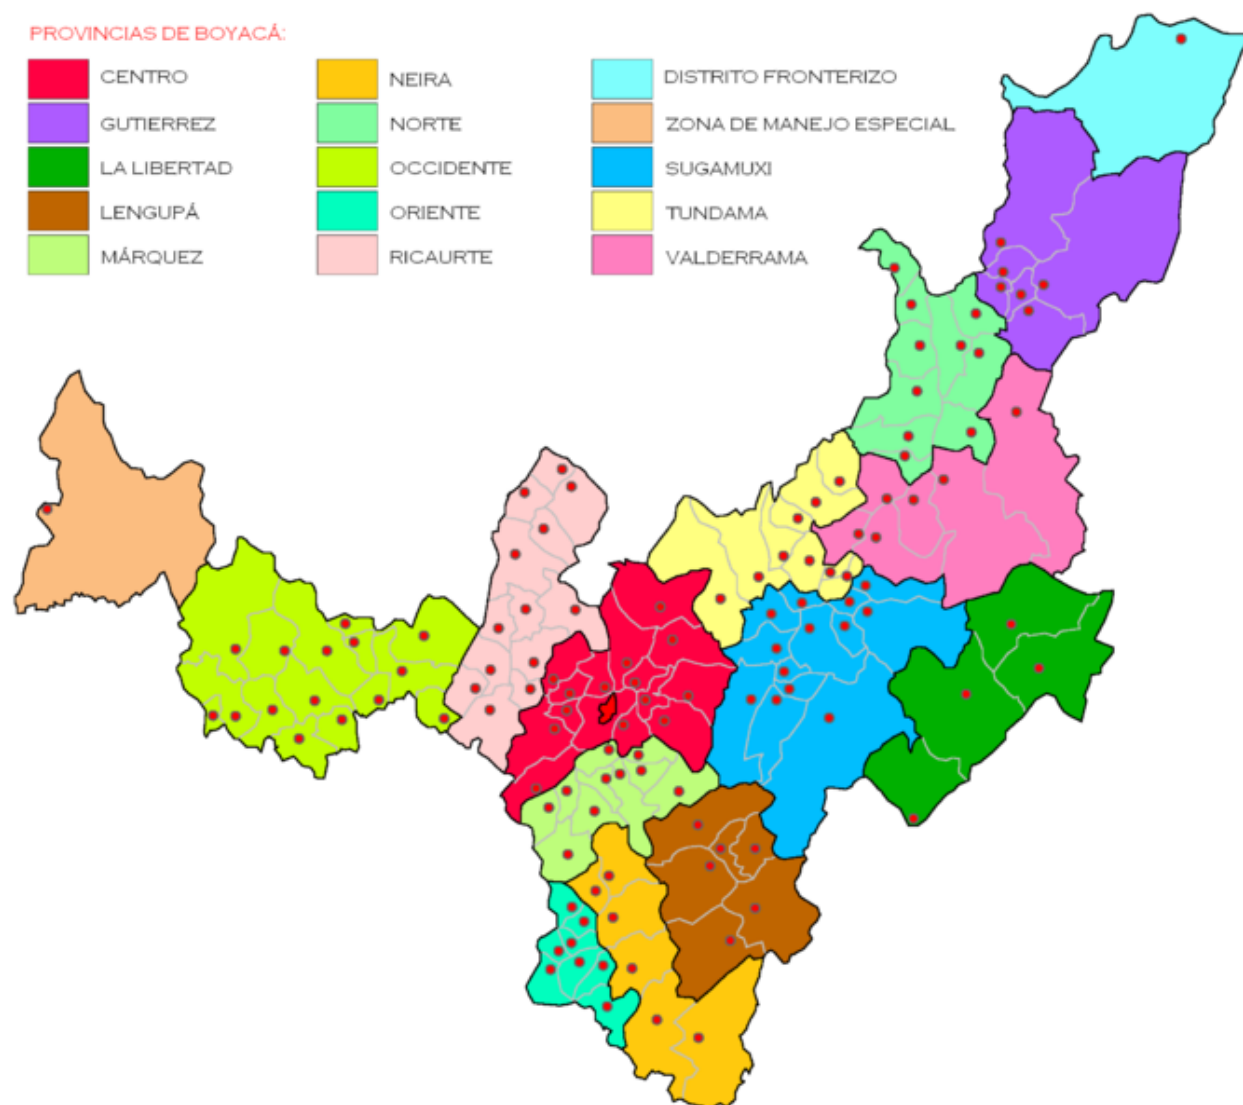 PROVINCIAS DE BOYACÁ:
CENTRO
GUTIERREZ
LA LIBERTAD
LENGUPÁ
MÁRQUEZ
NEIRA
NORTE
OCCIDENTE
ORIENTE
RICAURTE
DISTRITO FRONTERIZO
ZONA DE MANEJO ESPECIAL
SUGAMUXI
TUNDAMA
VALDERRAMA